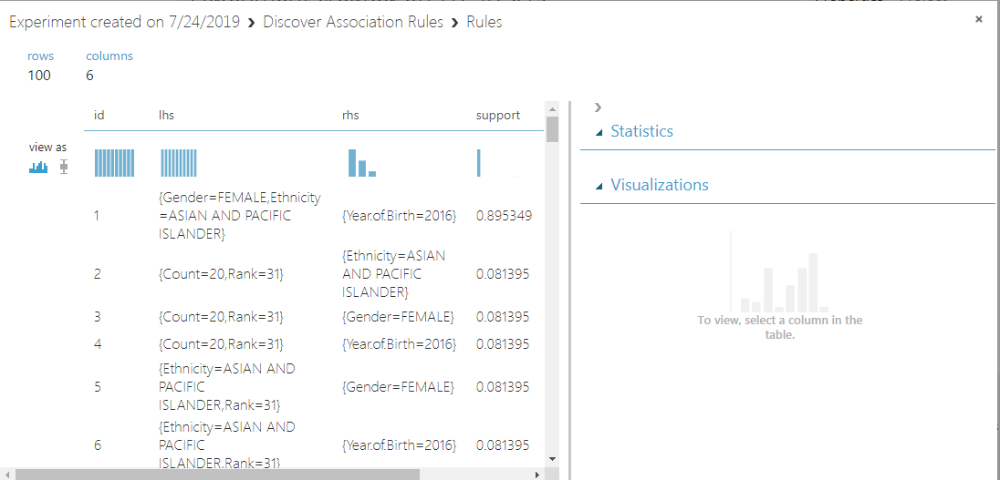 Experiment created on 7/24/2019 › Discover Association Rules › Rules
rows columns
100 6
id lhs rhs support
view as
1 {Gender=FEMALE,Ethnicity
=ASIAN AND PACIFIC
ISLANDER} {Year.of.Birth=2016} 0.895349
2 {Count=20,Rank=31} {Ethnicity=ASIAN
AND PACIFIC
ISLANDER} 0.081395
3 {Count=20,Rank=31} {Gender=FEMALE} 0.081395
4 {Count=20,Rank=31} {Year.of.Birth=2016} 0.081395
5 {Ethnicity=ASIAN AND
PACIFIC
ISLANDER,Rank=31} {Gender=FEMALE} 0.081395
6 {Ethnicity=ASIAN AND
PACIFIC
ISLANDER,Rank=31} {Year.of.Birth=2016} 0.081395
Statistics
Visualizations
To view, select a column in the
table.